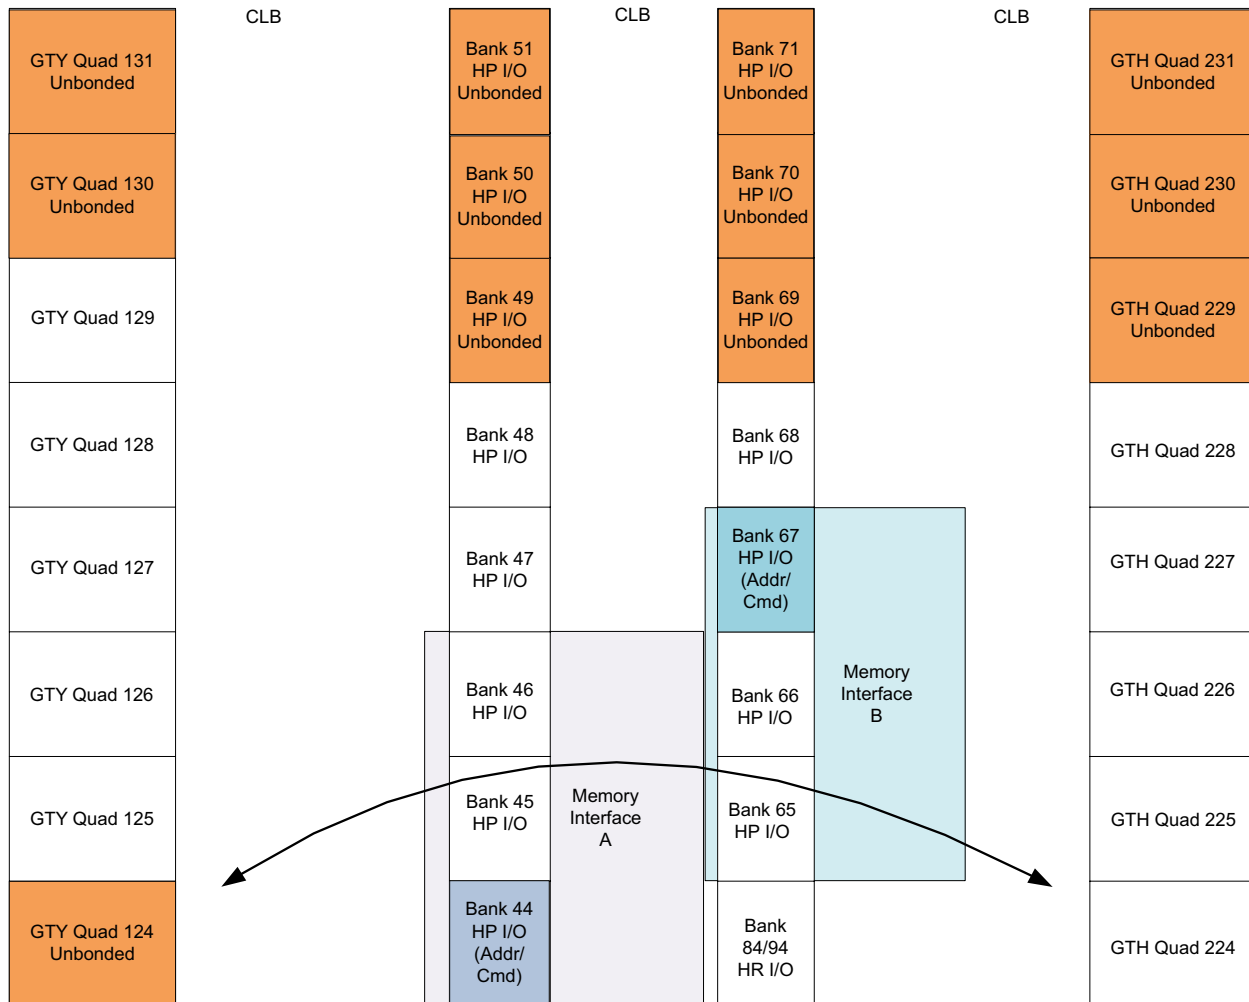 CLB
CLB
CLB
GTY Quad 131
Unbonded
GTY Quad 130
Unbonded
GTY Quad 129
GTY Quad 128
GTY Quad 127
GTY Quad 126
GTY Quad 125
GTY Quad 124
Unbonded
Bank 51
HP I/O
Unbonded
Bank 50
HP I/O
Unbonded
Bank 49
HP I/O
Unbonded
Bank 48
HP I/O
Bank 47
HP I/O
Bank 46
HP I/O
Bank 45
HP I/O
Bank 44
HP I/O
(Addr/
Cmd)
Memory
Interface
A
Bank 71
HP I/O
Unbonded
Bank 70
HP I/O
Unbonded
Bank 69
HP I/O
Unbonded
Bank 68
HP I/O
Bank 67
HP I/O
(Addr/
Cmd)
Bank 66
HP I/O
Bank 65
HP I/O
Bank
84/94
HR I/O
Memory
Interface
B
GTH Quad 231
Unbonded
GTH Quad 230
Unbonded
GTH Quad 229
Unbonded
GTH Quad 228
GTH Quad 227
GTH Quad 226
GTH Quad 225
GTH Quad 224